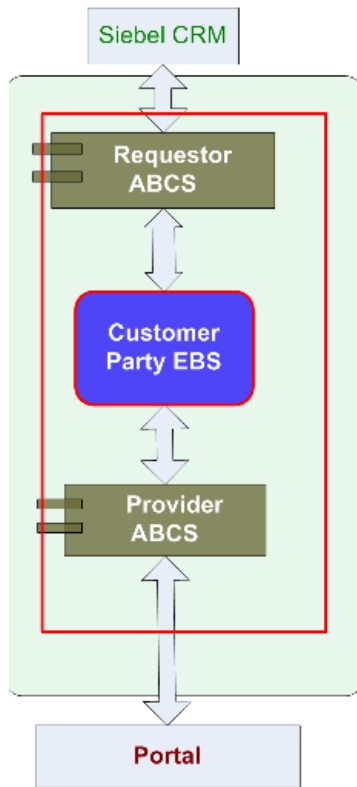 Siebel CRM
Requestor
ABCS
Customer
Party EBS
Provider
ABCS
Portal